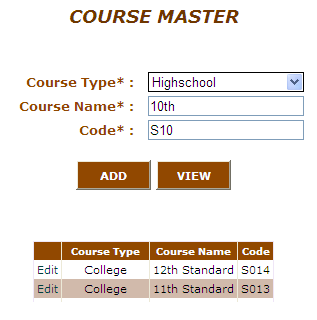 COURSE MASTER
Course Type* : Highschool
Course Name* : 10th
Code* : S10
ADD VIEW
Course Type Course Name Code
Edit College 12th Standard S014
Edit College 11th Standard S013